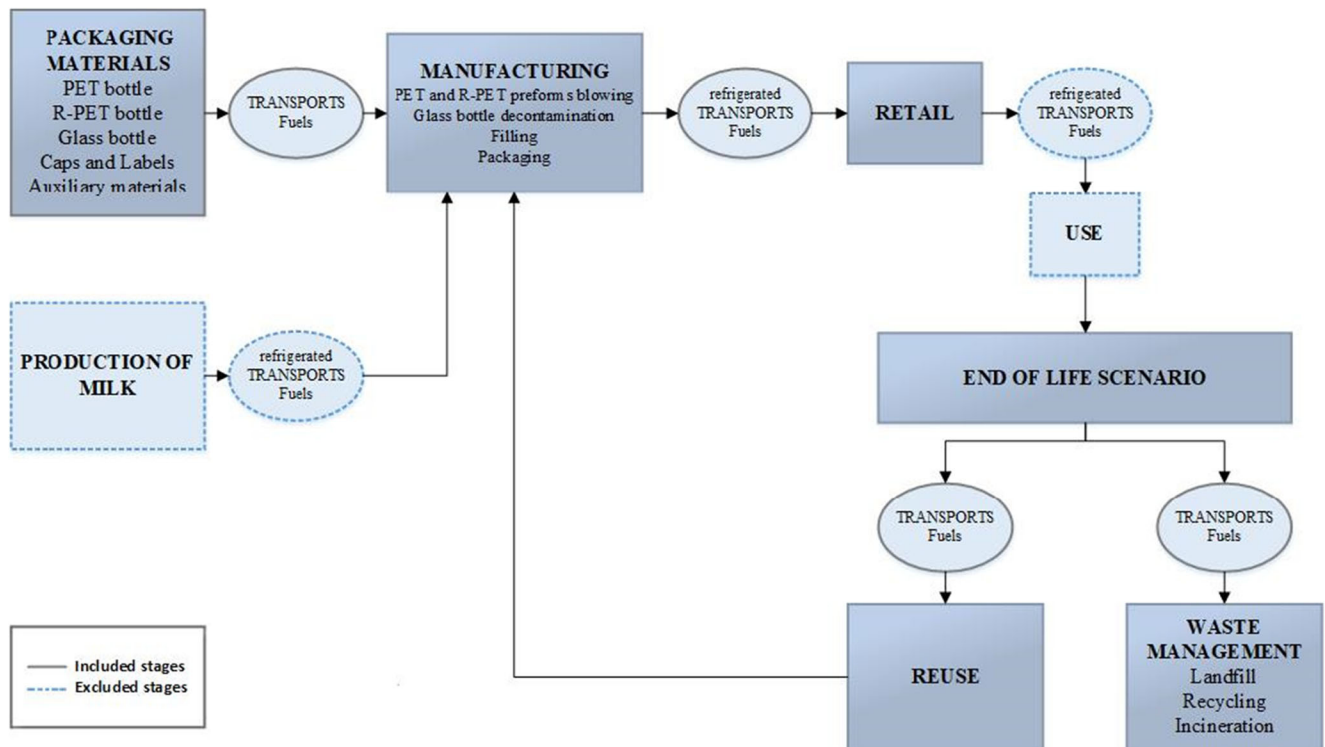 PACKAGING
MATERIALS
PET bottle
R-PET bottle
Glass bottle
Caps and Labels
Auxiliary materials
TRANSPORTS
Fuels
MANUFACTURING
PET and R-PET preforms blowing
Glass bottle decontamination
Filling
Packaging
refrigerated
TRANSPORTS
Fuels
RETAIL
refrigerated
TRANSPORTS
Fuels
USE
PRODUCTION OF
MILK
refrigerated
TRANSPORTS
Fuels
END OF LIFE SCENARIO
TRANSPORTS
Fuels
TRANSPORTS
Fuels
REUSE
WASTE
MANAGEMENT
Landfill
Recycling
Incineration
Included stages
Excluded stages